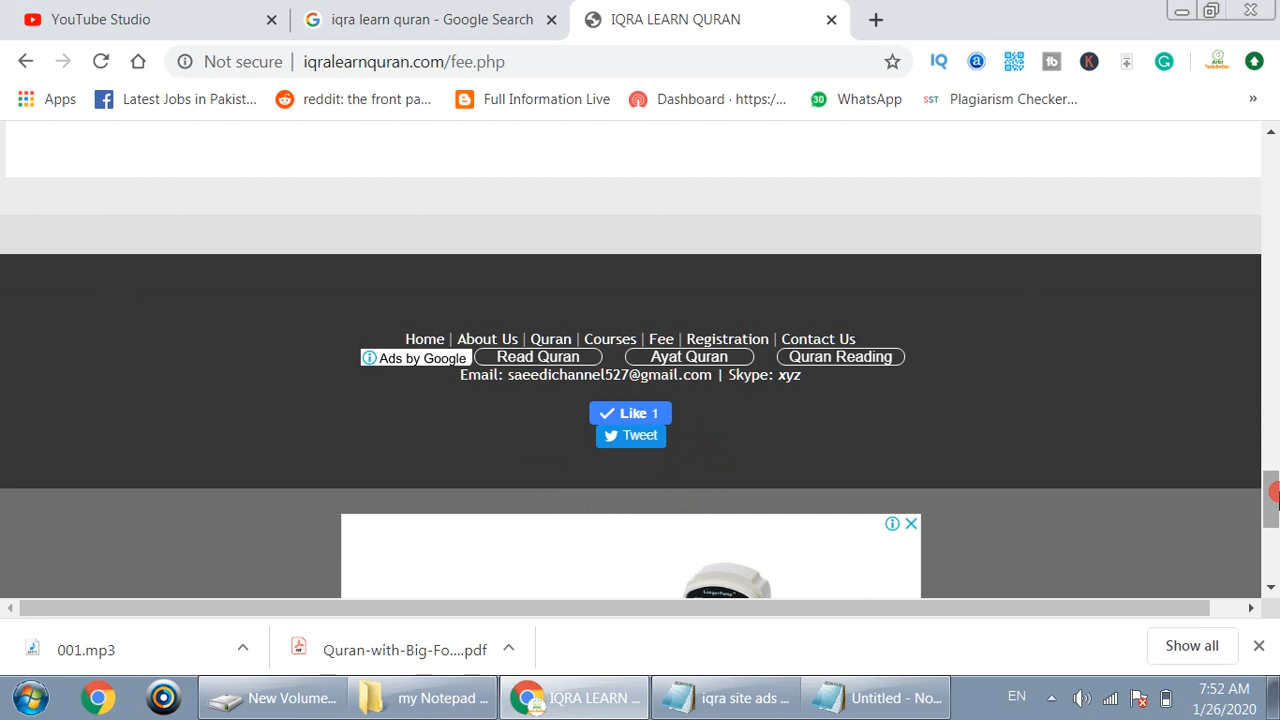 YouTube Studio
iqra learn quran - Google Search
IQRA LEARN QURAN
Not secure
iqralearnquran.com/fee.php
Apps
Latest Jobs in Pakist...
reddit: the front pa...
Full Information Live
Dashboard - https:/...
30 WhatsApp
SST Plagiarism Checker...
»
Home | About Us | Quran | Courses | Fee | Registration | Contact Us
Ads by Google
Read Quran
Ayat Quran
Quran Reading
Email: saeedichannel527@gmail.com | Skype: xyz
Like 1
Tweet
001.mp3
Quran-with-Big-Fo....pdf
Show all
New Volume...
my Notepad ...
IQRA LEARN ...
iqra site ads ...
Untitled - No...
EN
7:52 AM
1/26/2020